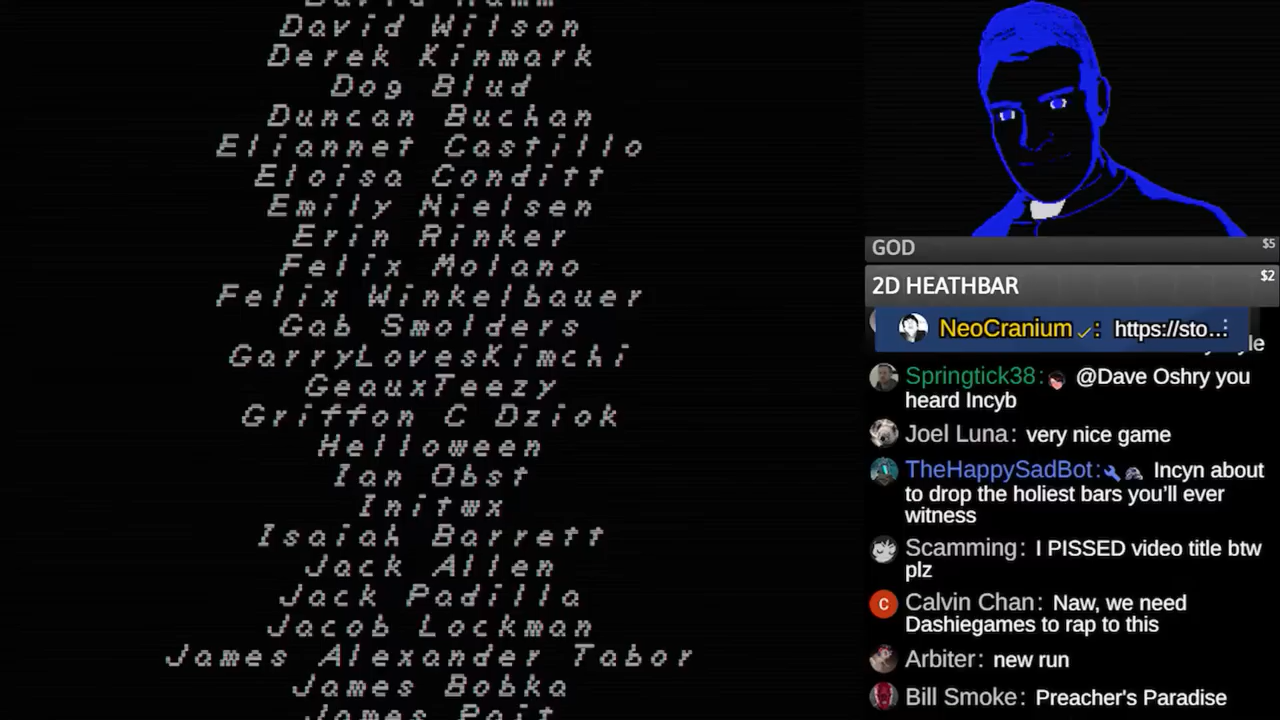 David Hamm
David Wilson
Derek Kinmark
Dog Blud
Duncan Buchan
Eliannet Castillo
Eloisa Conditt
Emily Nielsen
Erin Rinker
Felix Molano
Felix Winkelbauer
Gab Smolders
GarryLovesKimchi
GeauxTeezy
Griffon C Dziok
Helloween
Ian Obst
Initwx
Isaiah Barrett
Jack Allen
Jack Padilla
Jacob Lockman
James Alexander Tabor
James Bobka
James
GOD $5
2D HEATHBAR $2
NeoCranium: https://sto...
Springtick38: @Dave Oshry you
heard Incyb
Joel Luna: very nice game
TheHappySadBot: Incyn about
to drop the holiest bars you'll ever
witness
Scamming: I PISSED video title btw
plz
C Calvin Chan: Naw, we need
Dashiegames to rap to this
Arbiter: new run
Bill Smoke: Preacher's Paradise